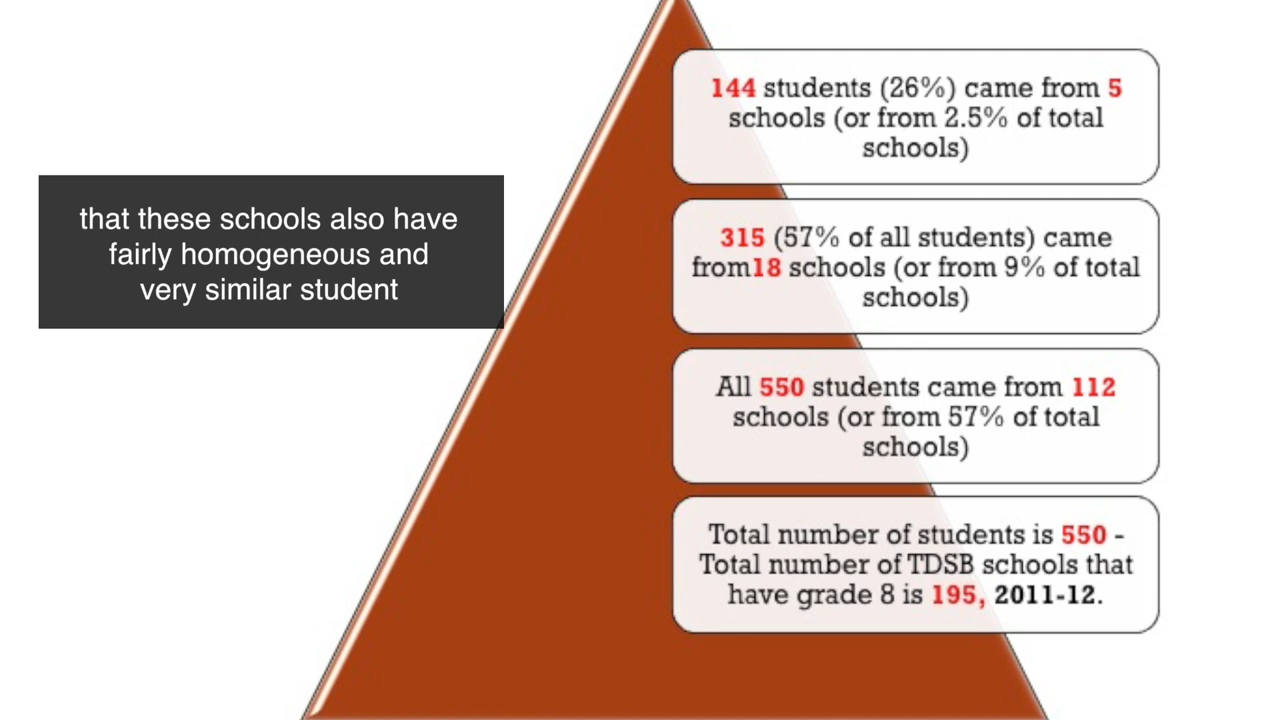 that these schools also have
fairly homogeneous and
very similar student
144 students (26%) came from 5
schools (or from 2.5% of total
schools)
315 (57% of all students) came
from18 schools (or from 9% of total
schools)
All 550 students came from 112
schools (or from 57% of total
schools)
Total number of students is 550 -
Total number of TDSB schools that
have grade 8 is 195, 2011-12.